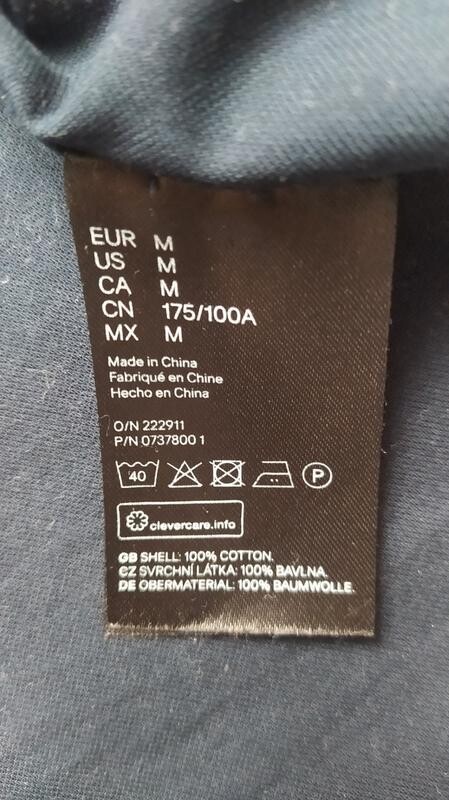 EUR M
US M
CA M
CN 175/100A
MX M
Made in China
Fabriqué en Chine
Hecho en China
O/N 222911
P/N 0737800 1
40 P
clevercare.info
GB SHELL: 100% COTTON.
CZ SVRCHNÍ LÁTKA: 100% BAVLNA.
DE OBERMATERIAL: 100% BAUMWOLLE.